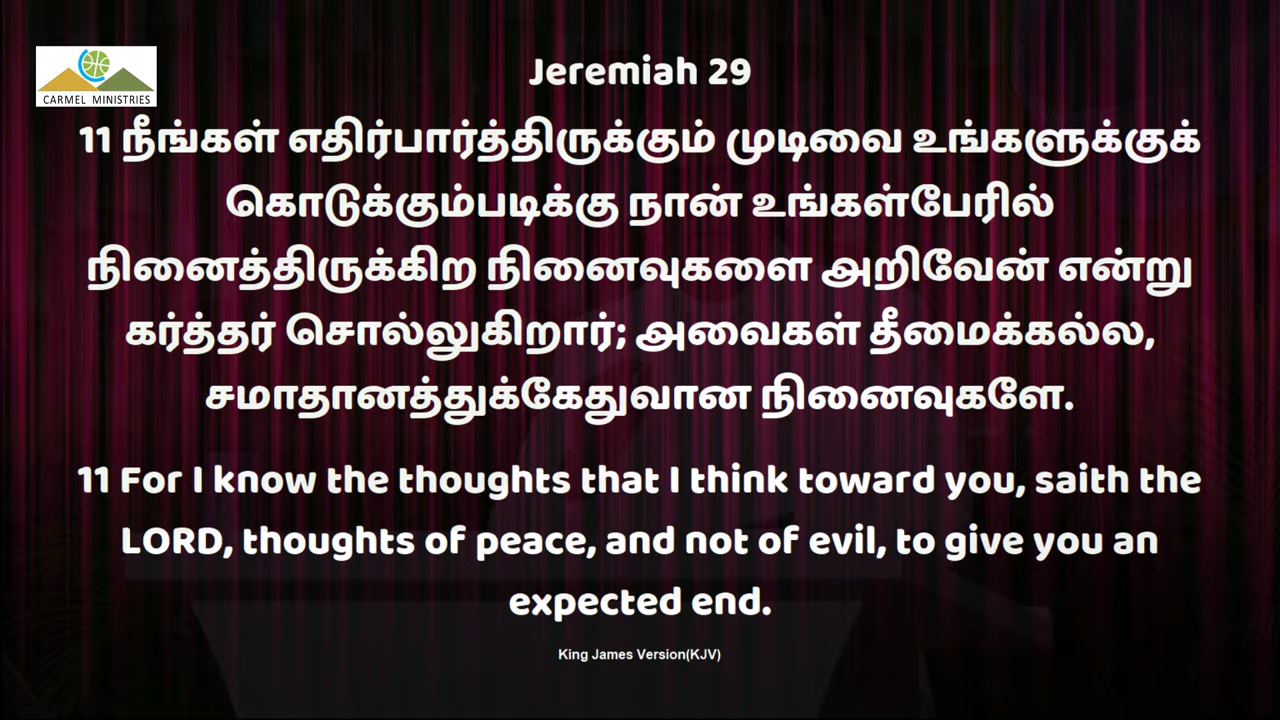 CARMEL MINISTRIES
Jeremiah 29
11 நீங்கள் எதிர்பார்த்திருக்கும் முடிவை உங்களுக்குக்
கொடுக்கும்படிக்கு நான் உங்கள்பேரில்
நினைத்திருக்கிற நினைவுகளை அறிவேன் என்று
கர்த்தர் சொல்லுகிறார்; அவைகள் தீமைக்கல்ல,
சமாதானத்துக்கேதுவான நினைவுகளே.
11 For I know the thoughts that I think toward you, saith the
LORD, thoughts of peace, and not of evil, to give you an
expected end.
King James Version(KJV)